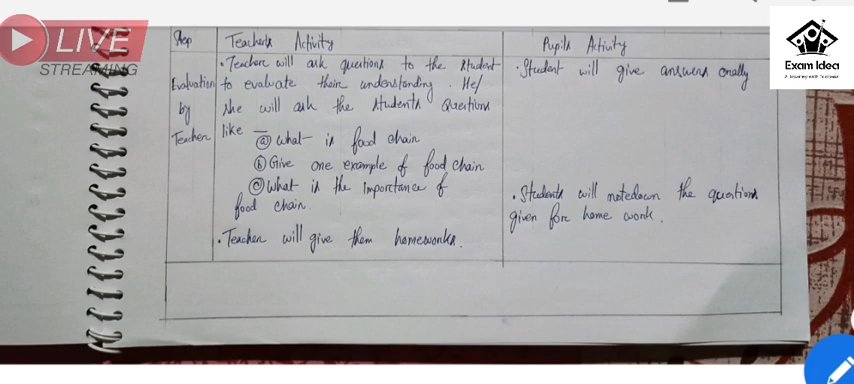 LIVE
STREAMING
Exam Idea
Step
Teacher's Activity
Pupils Activity
Evaluation
by
Teacher
• Teacher will ask questions to the student
to evaluate their understanding. He/
she will ask the students questions
like —
(a) What is food chain
(b) Give one example of food chain
(c) What is the importance of
food chain.
• Teacher will give them homeworks.
• Student will give answers orally
• Students will notedown the questions
given for home work.